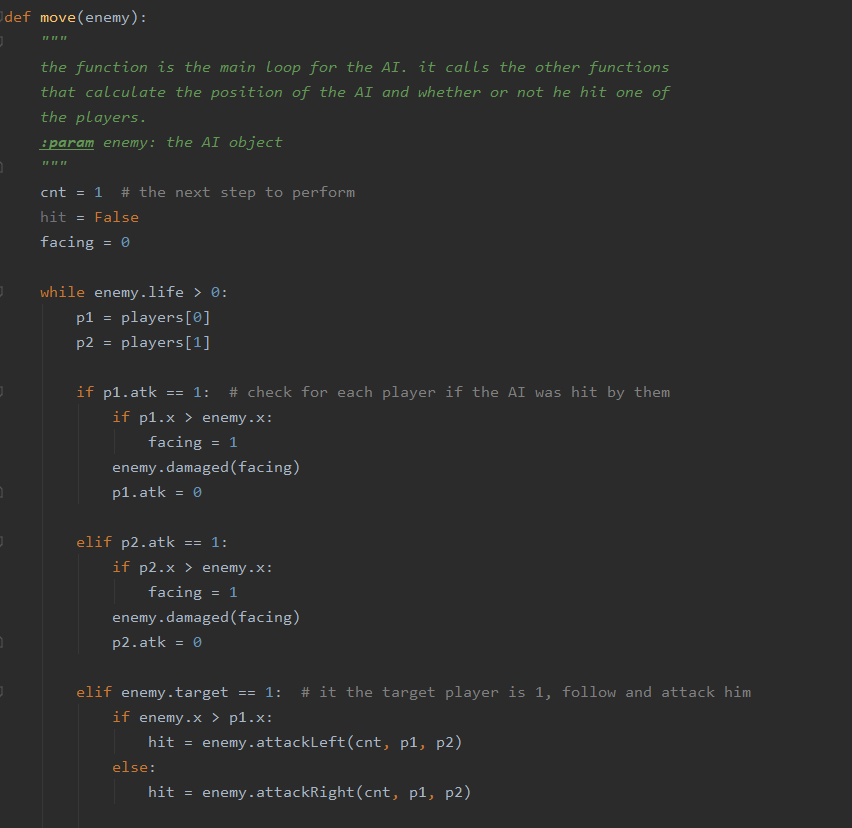 def move(enemy):
"""
the function is the main loop for the AI. it calls the other functions
that calculate the position of the AI and whether or not he hit one of
the players.
:param enemy: the AI object
"""
cnt = 1  # the next step to perform
hit = False
facing = 0
while enemy.life > 0:
p1 = players[0]
p2 = players[1]
if p1.atk == 1:  # check for each player if the AI was hit by them
if p1.x > enemy.x:
facing = 1
enemy.damaged(facing)
p1.atk = 0
elif p2.atk == 1:
if p2.x > enemy.x:
facing = 1
enemy.damaged(facing)
p2.atk = 0
elif enemy.target == 1:  # it the target player is 1, follow and attack him
if enemy.x > p1.x:
hit = enemy.attackLeft(cnt, p1, p2)
else:
hit = enemy.attackRight(cnt, p1, p2)